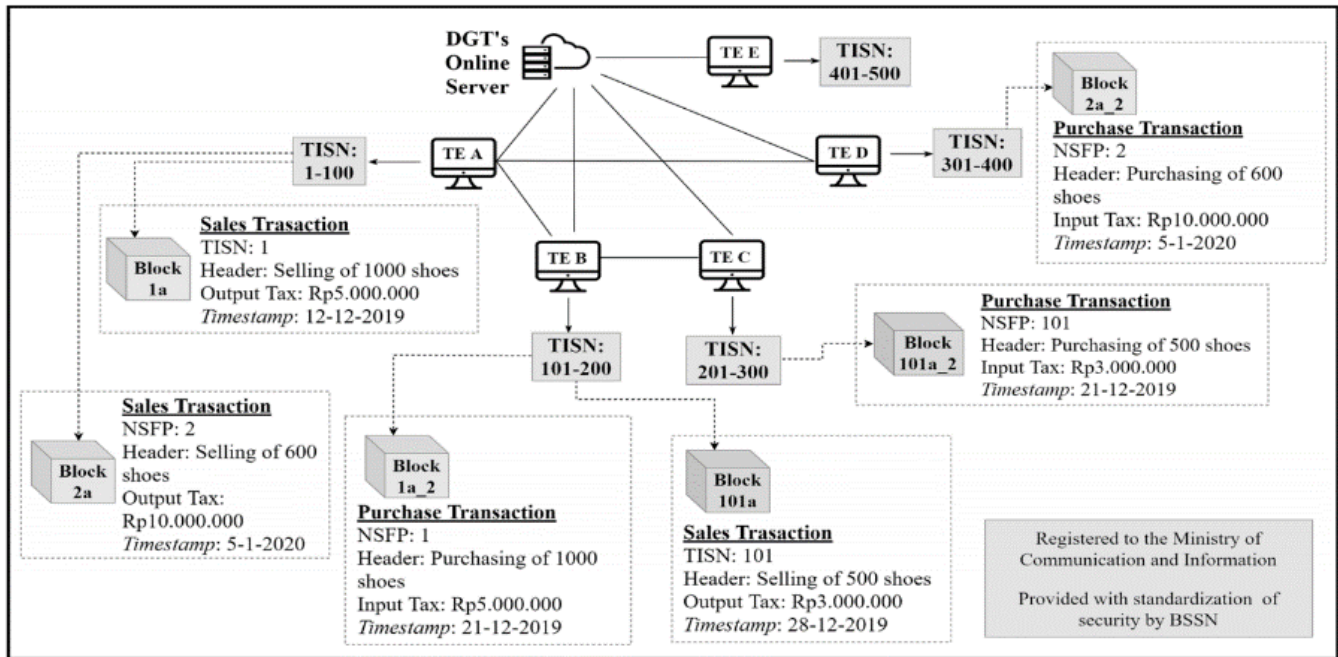 DGT's
Online
Server
TE E
TISN:
401-500
Block
2a_2
Purchase Transaction
NSFP: 2
Header: Purchasing of 600
shoes
Input Tax: Rp10.000.000
Timestamp: 5-1-2020
TISN:
1-100
TE A
TE D
TISN:
301-400
Sales Trasaction
TISN: 1
Header: Selling of 1000 shoes
Output Tax: Rp5.000.000
Timestamp: 12-12-2019
Block
1a
TE B
TE C
TISN:
101-200
TISN:
201-300
Block
101a_2
Purchase Transaction
NSFP: 101
Header: Purchasing of 500 shoes
Input Tax: Rp3.000.000
Timestamp: 21-12-2019
Sales Trasaction
NSFP: 2
Header: Selling of 600
shoes
Output Tax:
Rp10.000.000
Timestamp: 5-1-2020
Block
2a
Block
1a_2
Purchase Transaction
NSFP: 1
Header: Purchasing of 1000
shoes
Input Tax: Rp5.000.000
Timestamp: 21-12-2019
Block
101a
Sales Trasaction
TISN: 101
Header: Selling of 500 shoes
Output Tax: Rp3.000.000
Timestamp: 28-12-2019
Registered to the Ministry of
Communication and Information
Provided with standardization of
security by BSSN